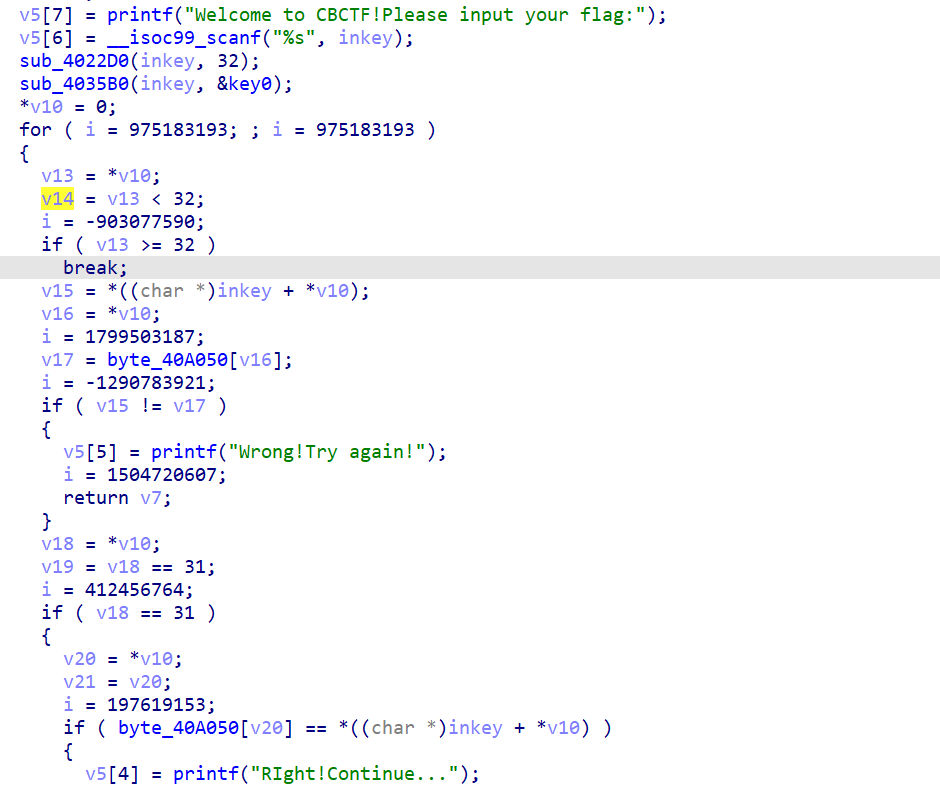 v5[7] = printf("Welcome to CBCTF!Please input your flag:");
v5[6] = __isoc99_scanf("%s", inkey);
sub_4022D0(inkey, 32);
sub_4035B0(inkey, &key0);
*v10 = 0;
for ( i = 975183193; ; i = 975183193 )
{
v13 = *v10;
v14 = v13 < 32;
i = -903077590;
if ( v13 >= 32 )
break;
v15 = *((char *)inkey + *v10);
v16 = *v10;
i = 1799503187;
v17 = byte_40A050[v16];
i = -1290783921;
if ( v15 != v17 )
{
v5[5] = printf("Wrong!Try again!");
i = 1504720607;
return v7;
}
v18 = *v10;
v19 = v18 == 31;
i = 412456764;
if ( v18 == 31 )
{
v20 = *v10;
v21 = v20;
i = 197619153;
if ( byte_40A050[v20] == *((char *)inkey + *v10) )
{
v5[4] = printf("RIght!Continue...");